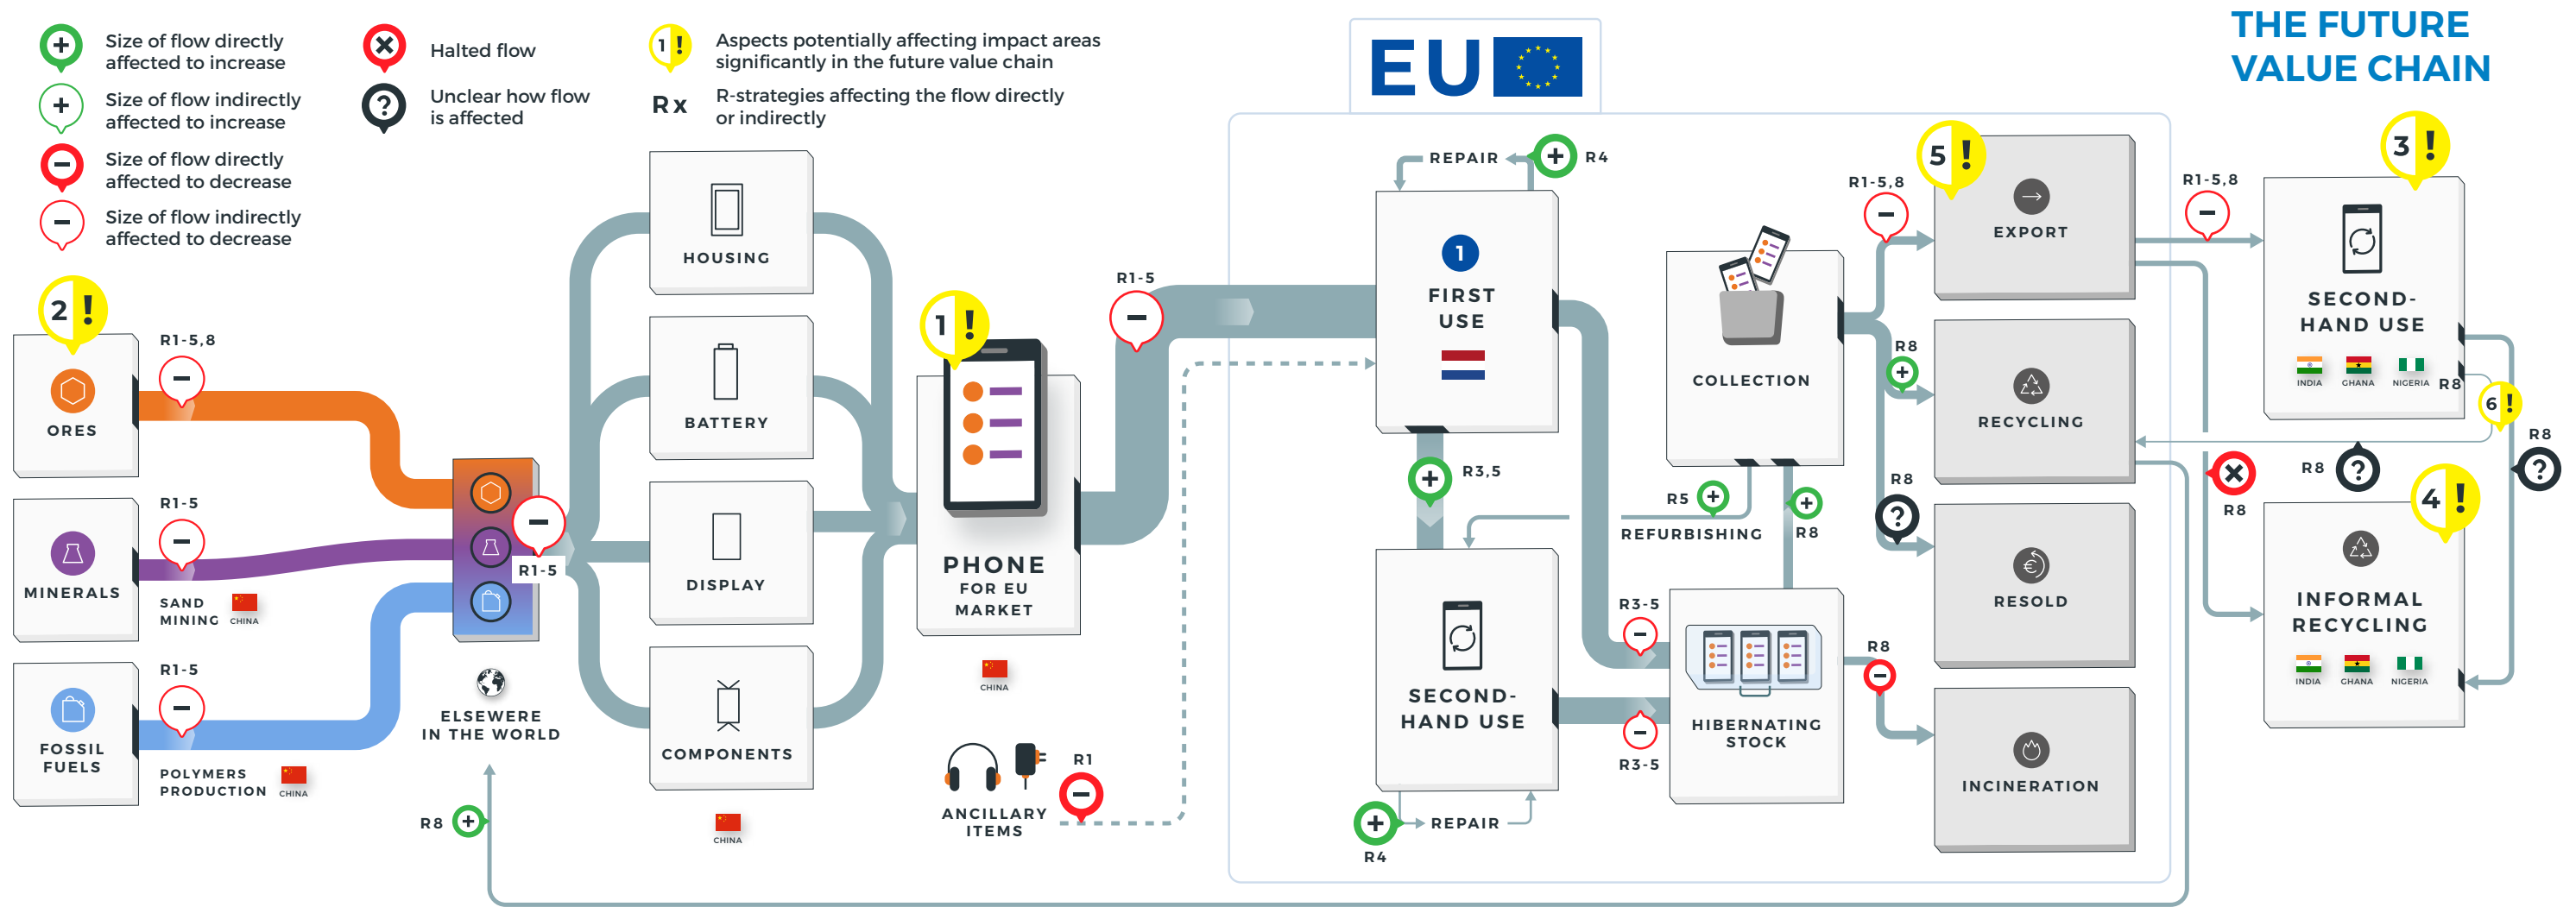 THE FUTURE
VALUE CHAIN
+
Size of flow directly
affected to increase
+
Size of flow indirectly
affected to increase
−
Size of flow directly
affected to decrease
−
Size of flow indirectly
affected to decrease
×
Halted flow
?
Unclear how flow
is affected
1 !
Aspects potentially affecting impact areas
significantly in the future value chain
Rx
R-strategies affecting the flow directly
or indirectly
EU
2 !
ORES
R1-5,8
−
MINERALS
R1-5
−
SAND
MINING
CHINA
FOSSIL
FUELS
R1-5
−
POLYMERS
PRODUCTION
CHINA
−
R1-5
ELSEWERE
IN THE WORLD
R8
+
HOUSING
BATTERY
DISPLAY
COMPONENTS
CHINA
1 !
PHONE
FOR EU
MARKET
CHINA
ANCILLARY
ITEMS
R1
−
R1-5
−
REPAIR
+
R4
1
FIRST
USE
+
R3,5
SECOND-
HAND USE
+
R4
REPAIR
COLLECTION
R5
+
REFURBISHING
+
R8
R3-5
−
−
R3-5
HIBERNATING
STOCK
R8
−
R1-5,8
−
5 !
EXPORT
R8
+
RECYCLING
R8
?
€
RESOLD
INCINERATION
R1-5,8
−
3 !
SECOND-
HAND USE
INDIA
GHANA
NIGERIA
R8
6 !
R8
?
×
R8
R8
?
4 !
INFORMAL
RECYCLING
INDIA
GHANA
NIGERIA